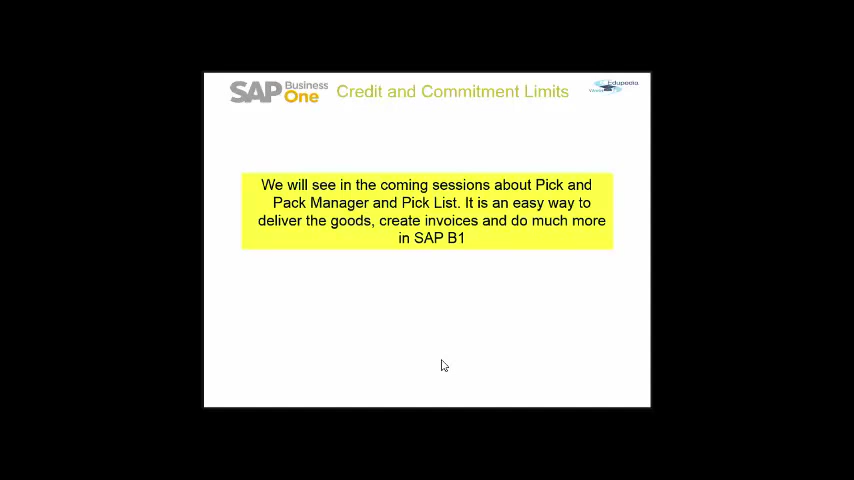 SAP Business One Credit and Commitment Limits Edupedia
We will see in the coming sessions about Pick and
Pack Manager and Pick List. It is an easy way to
deliver the goods, create invoices and do much more
in SAP B1